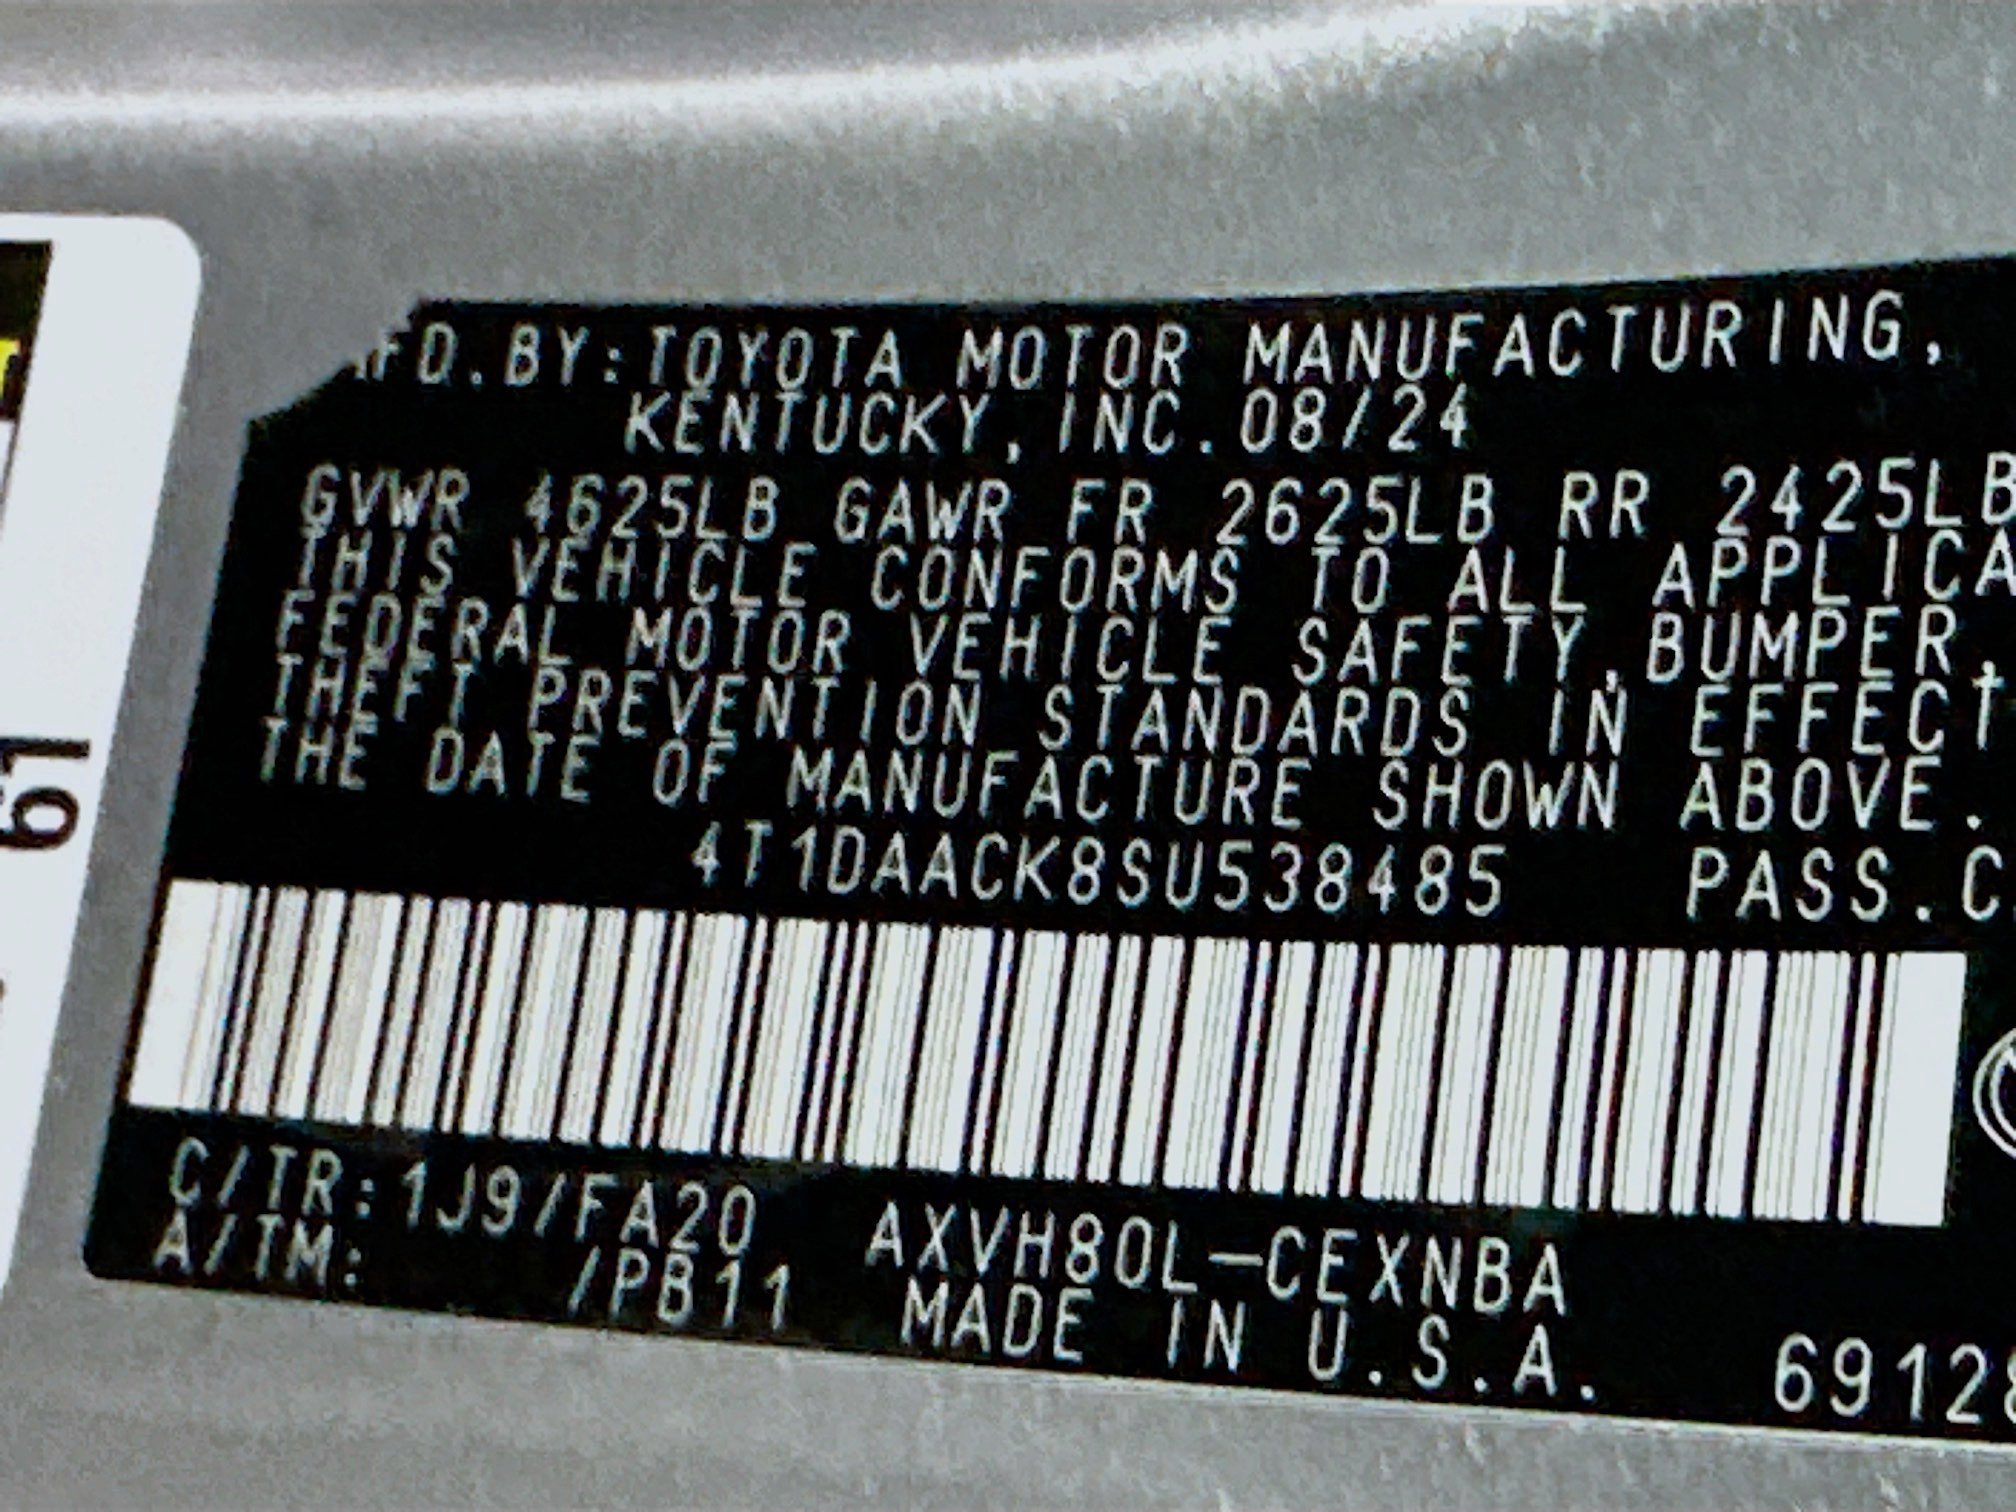 MFD.BY:TOYOTA MOTOR MANUFACTURING,
KENTUCKY, INC. 08/24
GVWR 4625LB GAWR FR 2625LB RR 2425LB
THIS VEHICLE CONFORMS TO ALL APPLICA
FEDERAL MOTOR VEHICLE SAFETY,BUMPER,
THEFT PREVENTION STANDARDS IN EFFECT
THE DATE OF MANUFACTURE SHOWN ABOVE.
4T1DAACK8SU538485 PASS.C
C/TR:1J9/FA20 AXVH80L-CEXNBA
A/TM: /PB11 MADE IN U.S.A.
69128
61